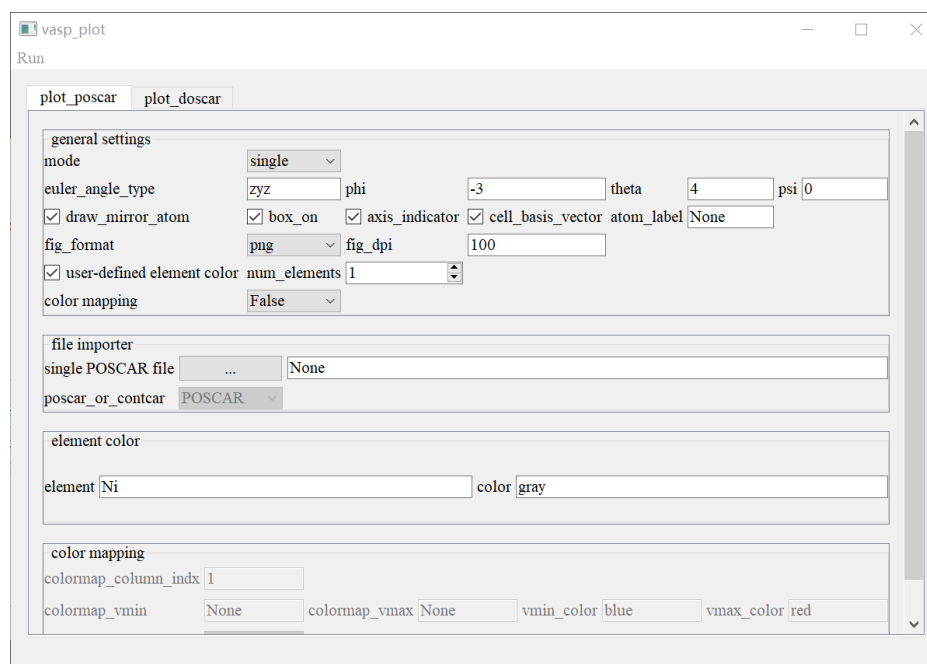 vasp_plot
Run
plot_poscar plot_doscar
general settings
mode single
euler_angle_type zyz phi -3 theta 4 psi 0
draw_mirror_atom box_on axis_indicator cell_basis_vector atom_label None
fig_format png fig_dpi 100
user-defined element color num_elements 1
color mapping False
file importer
single POSCAR file ... None
poscar_or_contcar POSCAR
element color
element Ni color gray
color mapping
colormap_column_indx 1
colormap_vmin None colormap_vmax None vmin_color blue vmax_color red